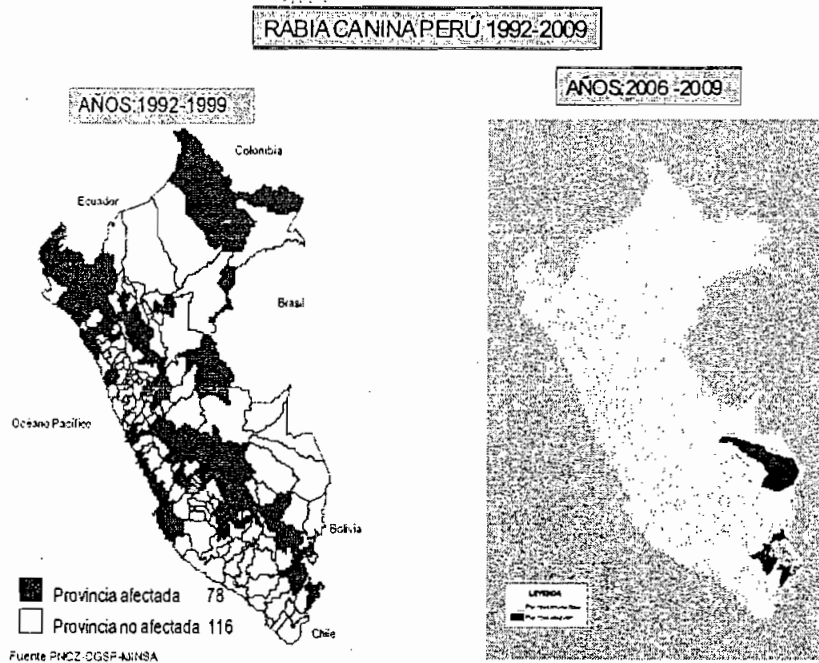 RABIA CANINA PERÚ 1992-2009
AÑOS:1992-1999
AÑOS:2006-2009
Colombia
Ecuador
Brasil
Océano Pacífico
Bolivia
Provincia afectada 78
Provincia no afectada 116
Chile
Fuente PNCZ-DGSP-MINSA
LEYENDA